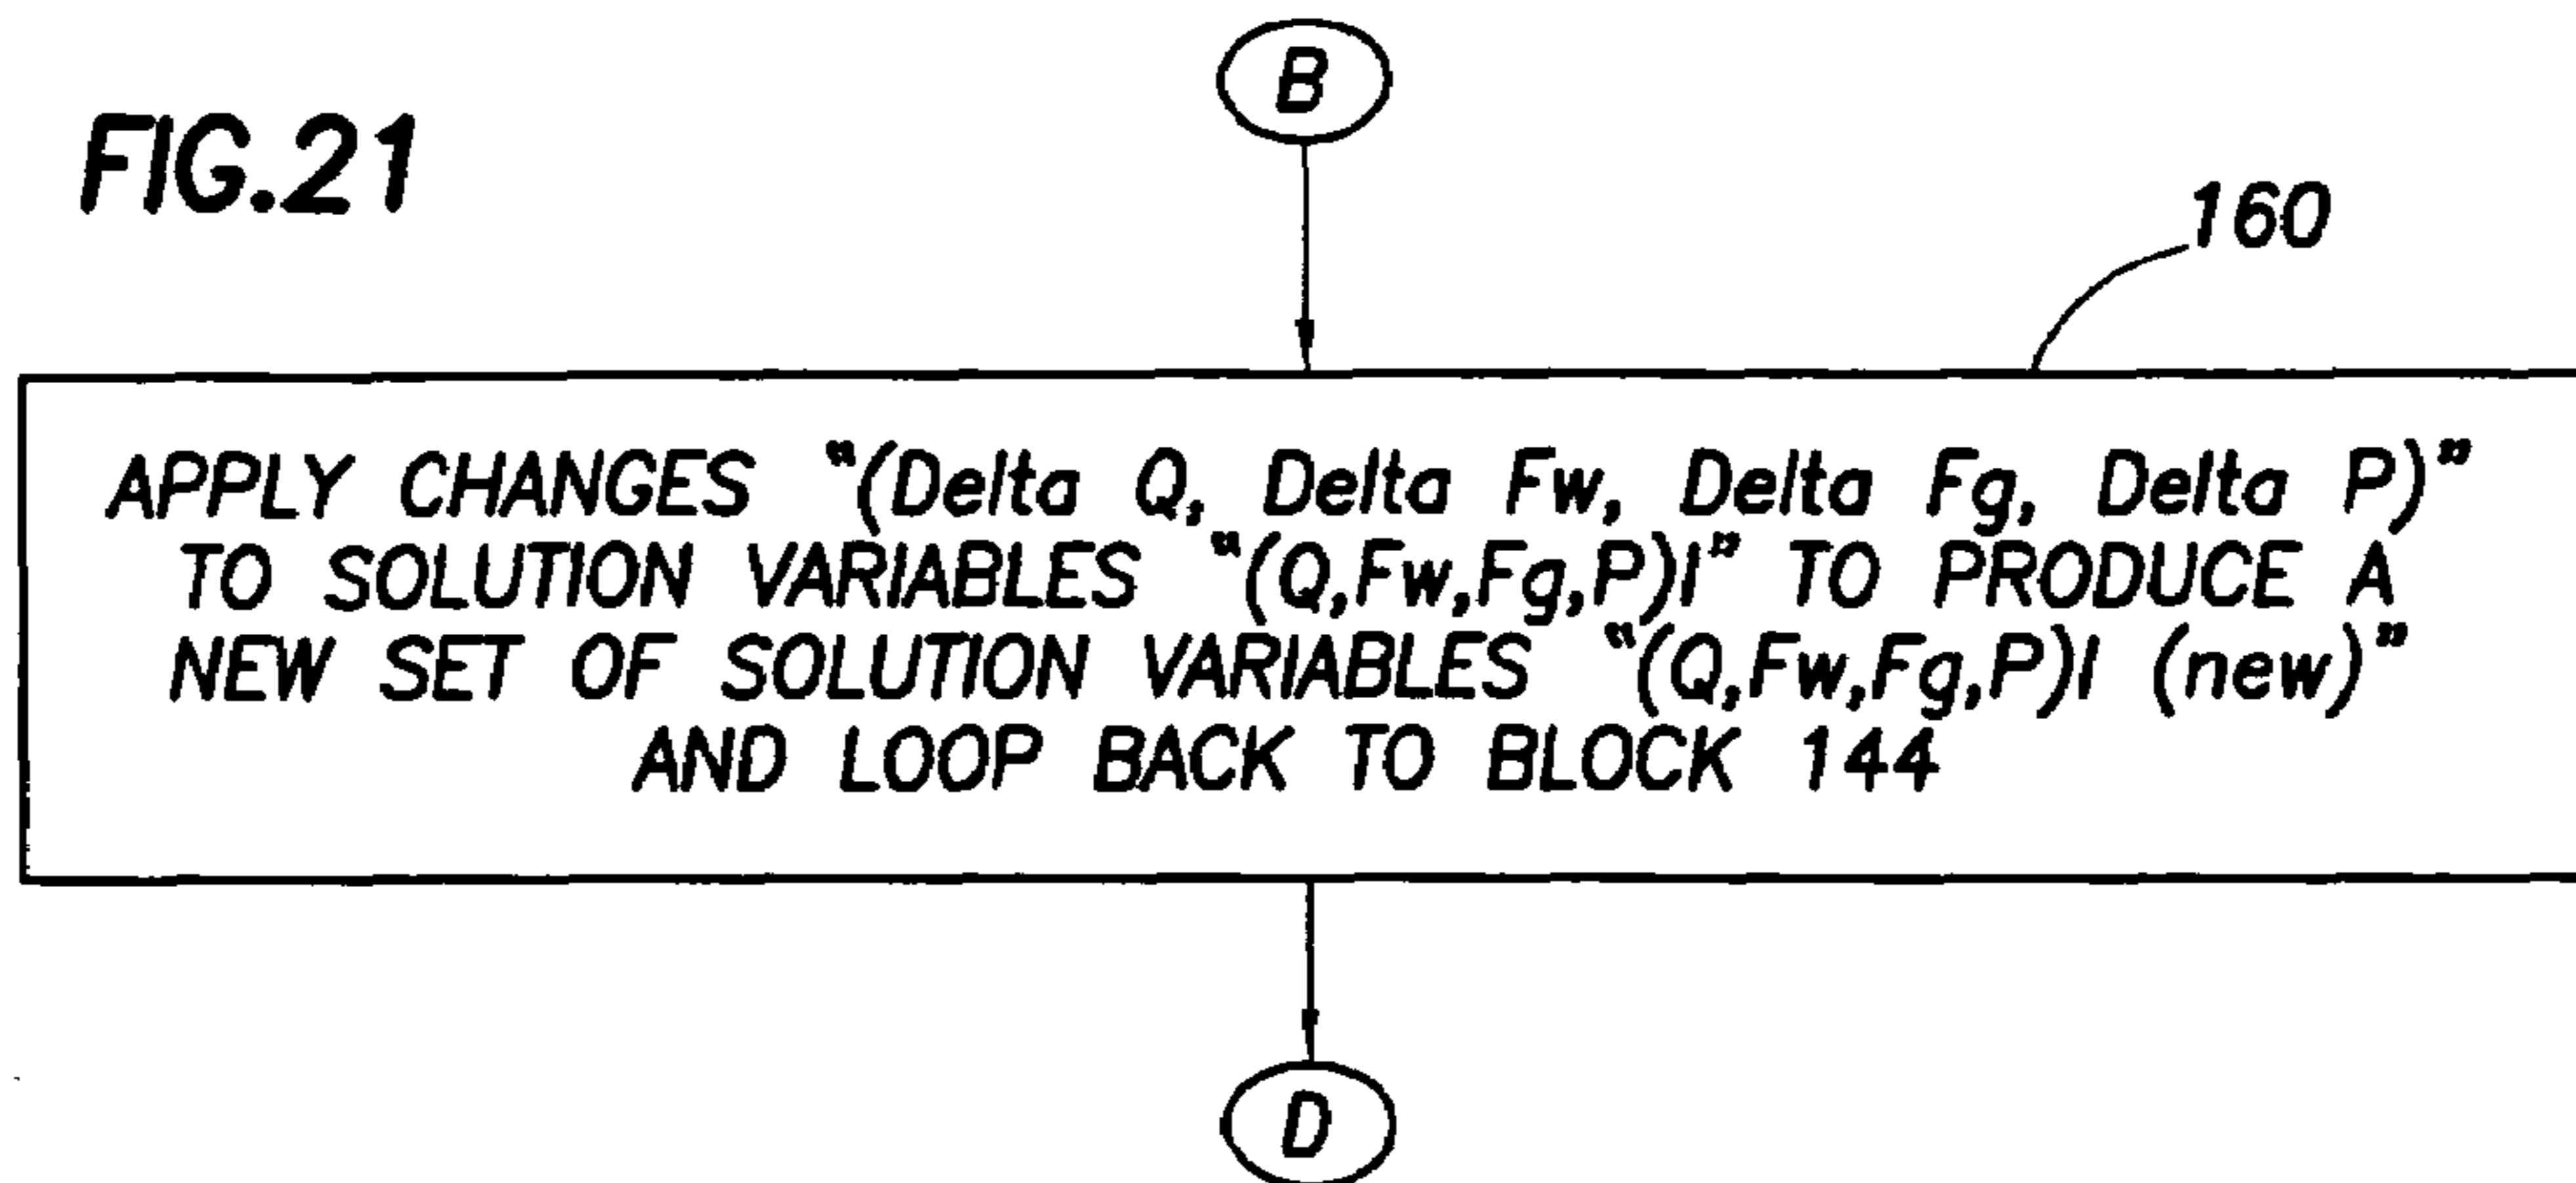 B
FIG.21
160
APPLY CHANGES "(Delta Q, Delta Fw, Delta Fg, Delta P)"
TO SOLUTION VARIABLES "(Q,Fw,Fg,P)I" TO PRODUCE A
NEW SET OF SOLUTION VARIABLES "(Q,Fw,Fg,P)I (new)"
AND LOOP BACK TO BLOCK 144
D